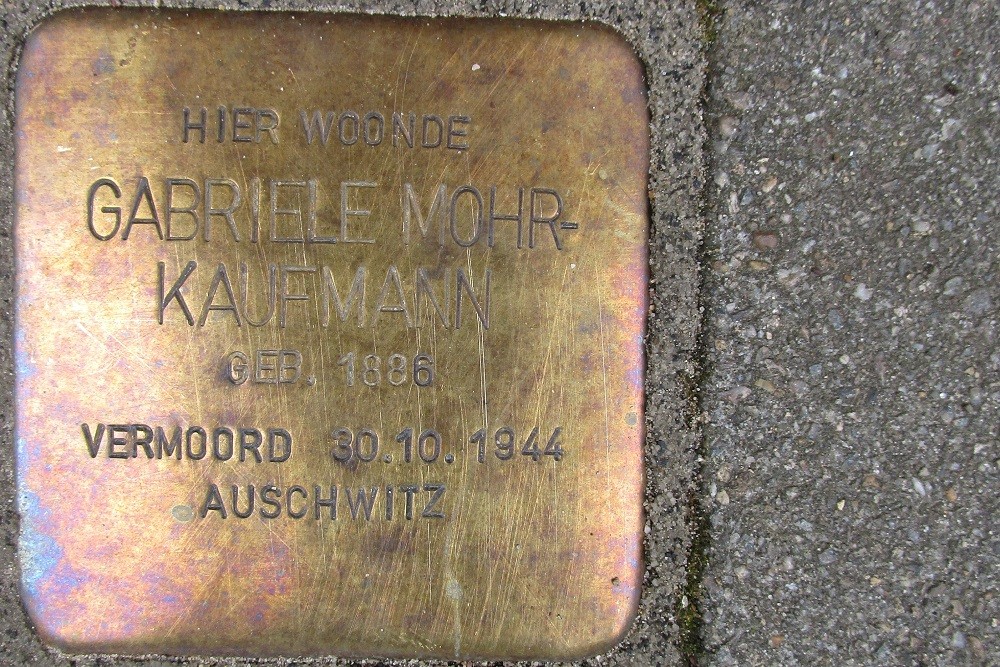 HIER WOONDE
GABRIELE MOHR-
KAUFMANN
GEB. 1886
VERMOORD 30.10.1944
AUSCHWITZ